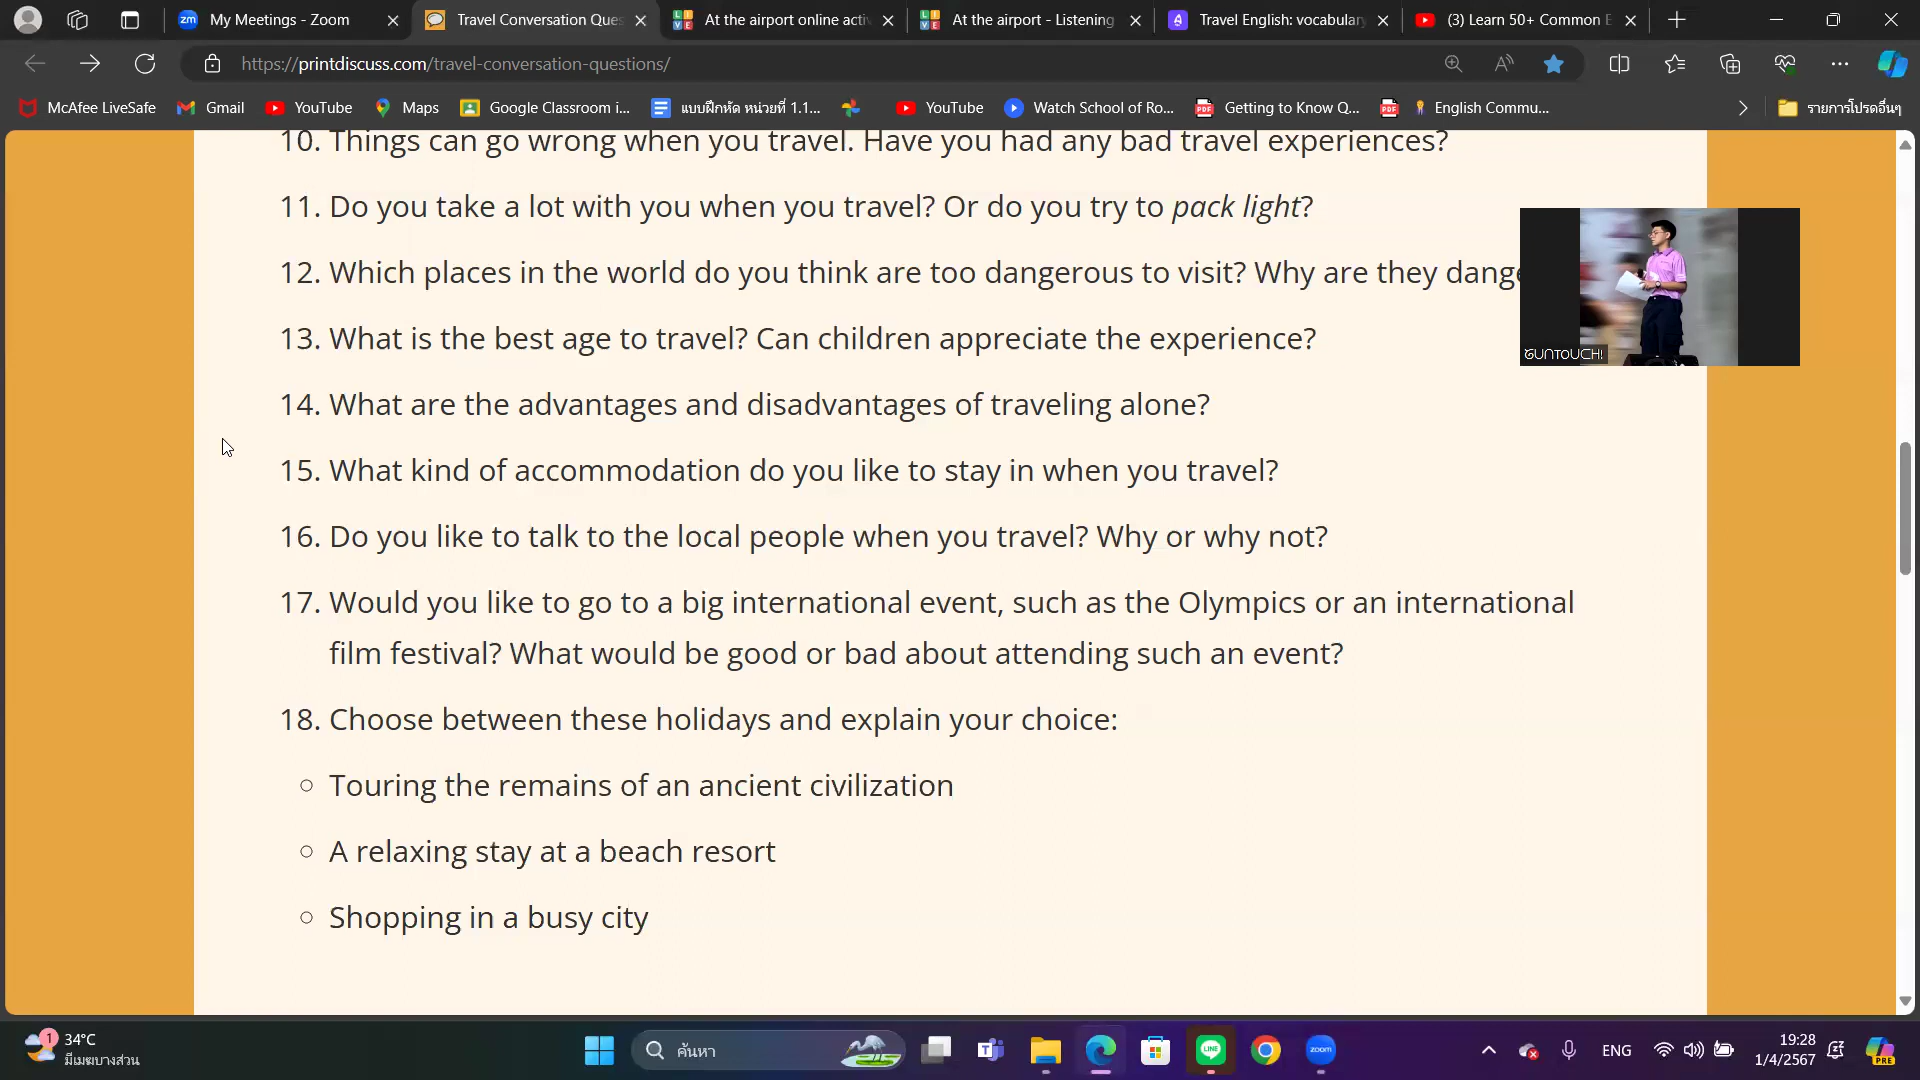 My Meetings - Zoom
Travel Conversation Ques
At the airport online activ
At the airport - Listening
Travel English: vocabulary
(3) Learn 50+ Common E
https://printdiscuss.com/travel-conversation-questions/
McAfee LiveSafe
Gmail
YouTube
Maps
Google Classroom i...
แบบฝึกหัด หน่วยที่ 1.1...
YouTube
Watch School of Ro...
Getting to Know Q...
English Commu...
รายการโปรดอื่นๆ
10. Things can go wrong when you travel. Have you had any bad travel experiences?
11. Do you take a lot with you when you travel? Or do you try to pack light?
12. Which places in the world do you think are too dangerous to visit? Why are they dange
13. What is the best age to travel? Can children appreciate the experience?
14. What are the advantages and disadvantages of traveling alone?
15. What kind of accommodation do you like to stay in when you travel?
16. Do you like to talk to the local people when you travel? Why or why not?
17. Would you like to go to a big international event, such as the Olympics or an international
film festival? What would be good or bad about attending such an event?
18. Choose between these holidays and explain your choice:
Touring the remains of an ancient civilization
A relaxing stay at a beach resort
Shopping in a busy city
34°C
มีเมฆบางส่วน
ค้นหา
zoom
ENG
19:28
1/4/2567